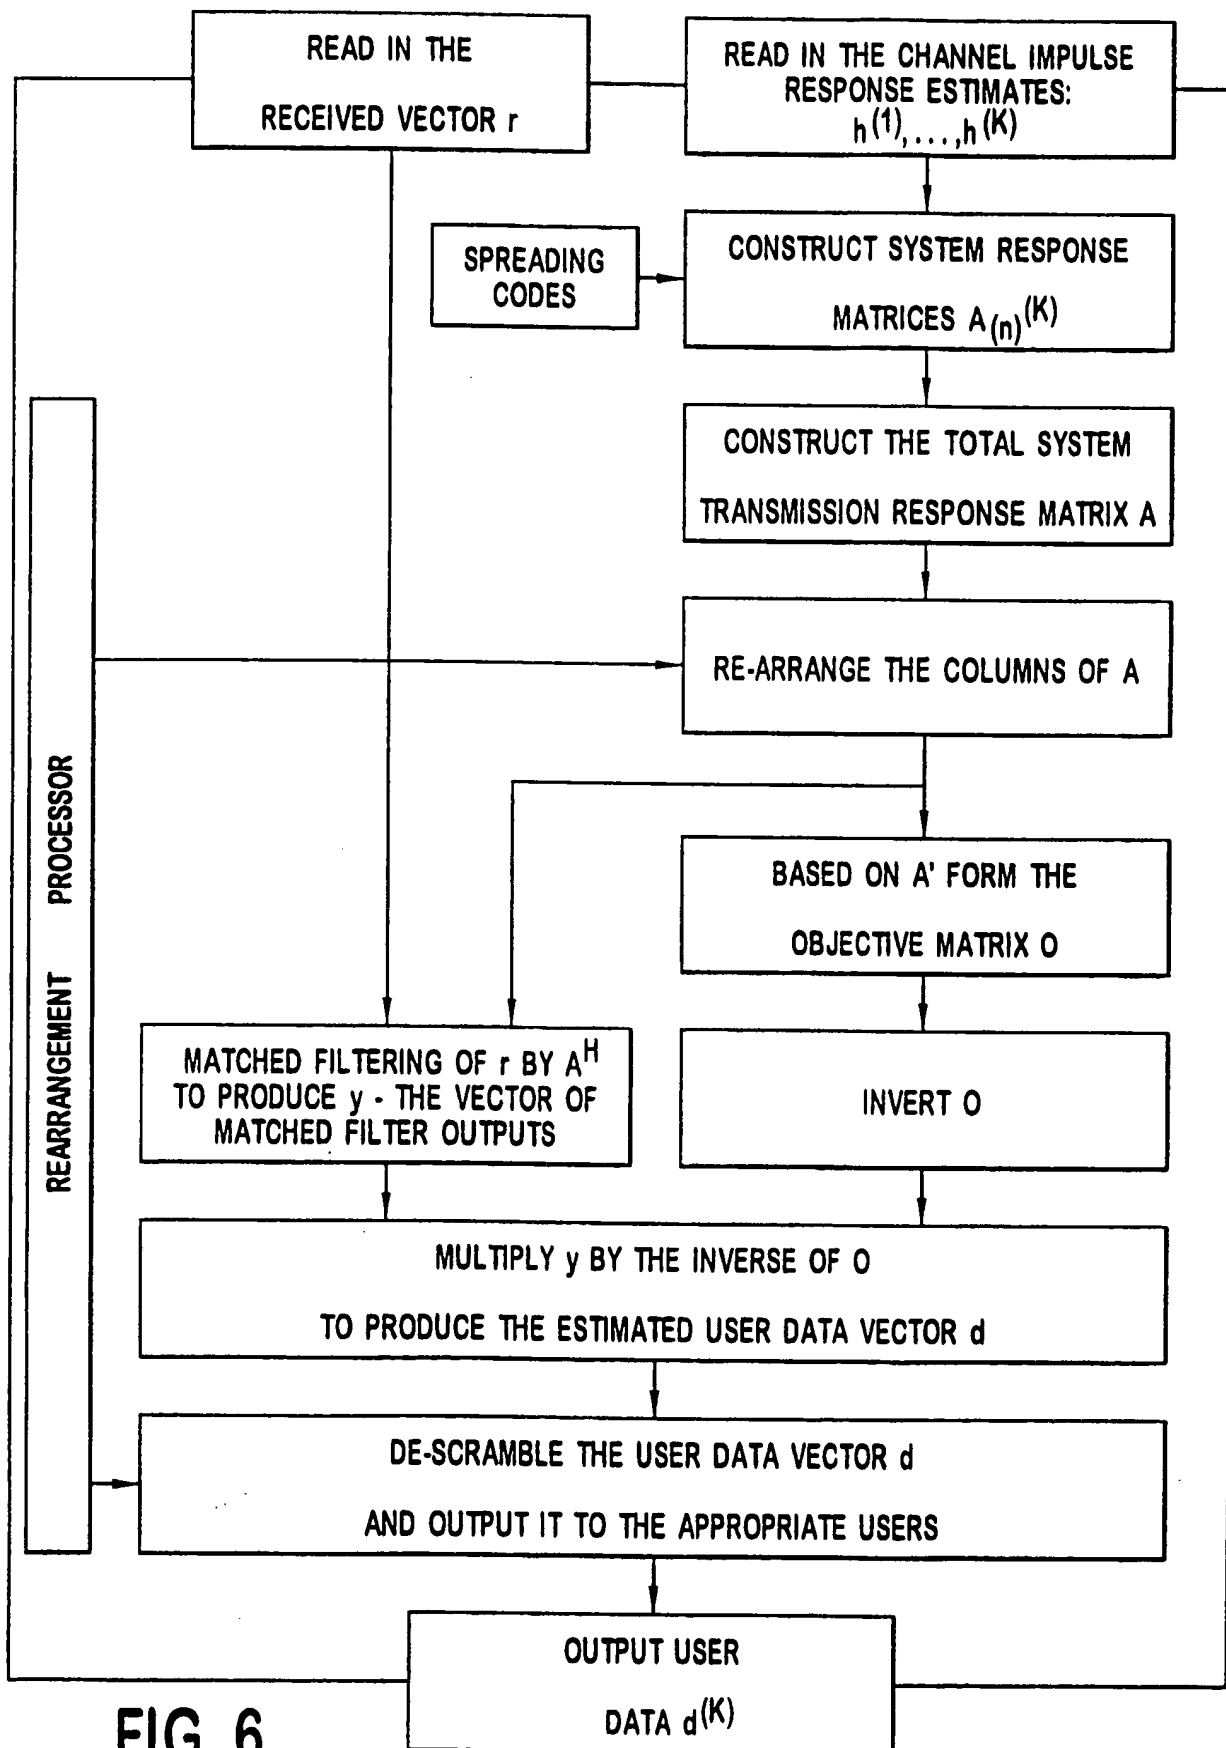 READ IN THE
RECEIVED VECTOR r
READ IN THE CHANNEL IMPULSE
RESPONSE ESTIMATES:
h(1),...,h(K)
SPREADING
CODES
CONSTRUCT SYSTEM RESPONSE
MATRICES A(n)(K)
CONSTRUCT THE TOTAL SYSTEM
TRANSMISSION RESPONSE MATRIX A
RE-ARRANGE THE COLUMNS OF A
REARRANGEMENT PROCESSOR
BASED ON A' FORM THE
OBJECTIVE MATRIX O
MATCHED FILTERING OF r BY AH
TO PRODUCE y - THE VECTOR OF
MATCHED FILTER OUTPUTS
INVERT O
MULTIPLY y BY THE INVERSE OF O
TO PRODUCE THE ESTIMATED USER DATA VECTOR d
DE-SCRAMBLE THE USER DATA VECTOR d
AND OUTPUT IT TO THE APPROPRIATE USERS
OUTPUT USER
DATA d(K)
FIG. 6